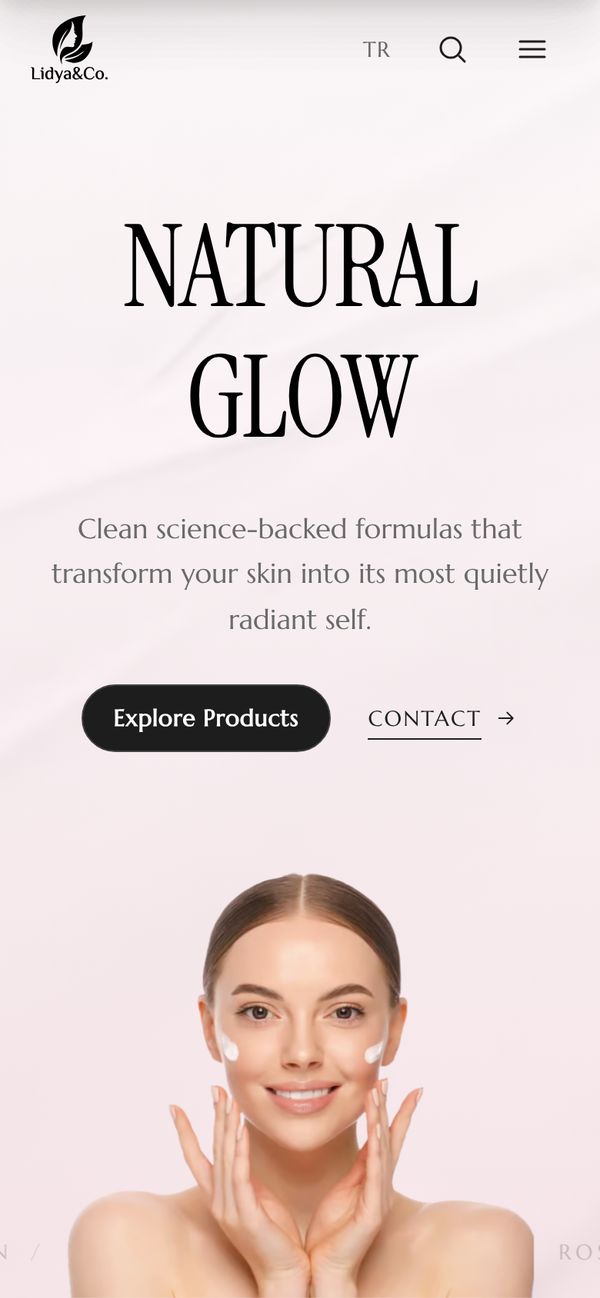 Lidya&Co.
TR
NATURAL
GLOW
Clean science-backed formulas that
transform your skin into its most quietly
radiant self.
Explore Products
CONTACT →
/